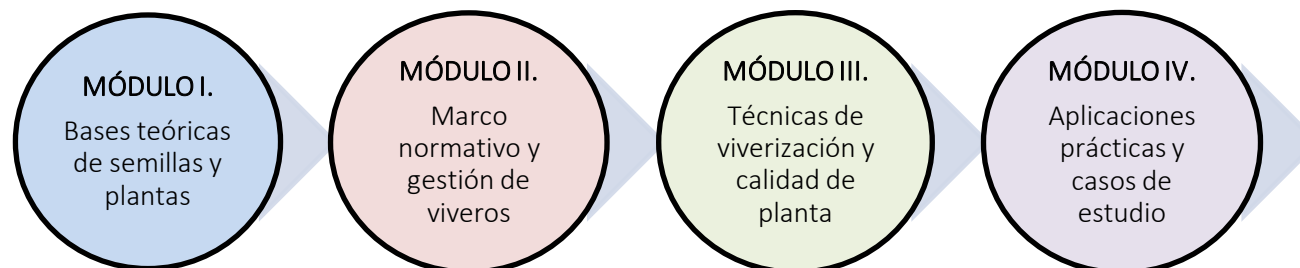 MÓDULO I.
Bases teóricas
de semillas y
plantas
MÓDULO II.
Marco
normativo y
gestión de
viveros
MÓDULO III.
Técnicas de
viverización y
calidad de
planta
MÓDULO IV.
Aplicaciones
prácticas y
casos de
estudio